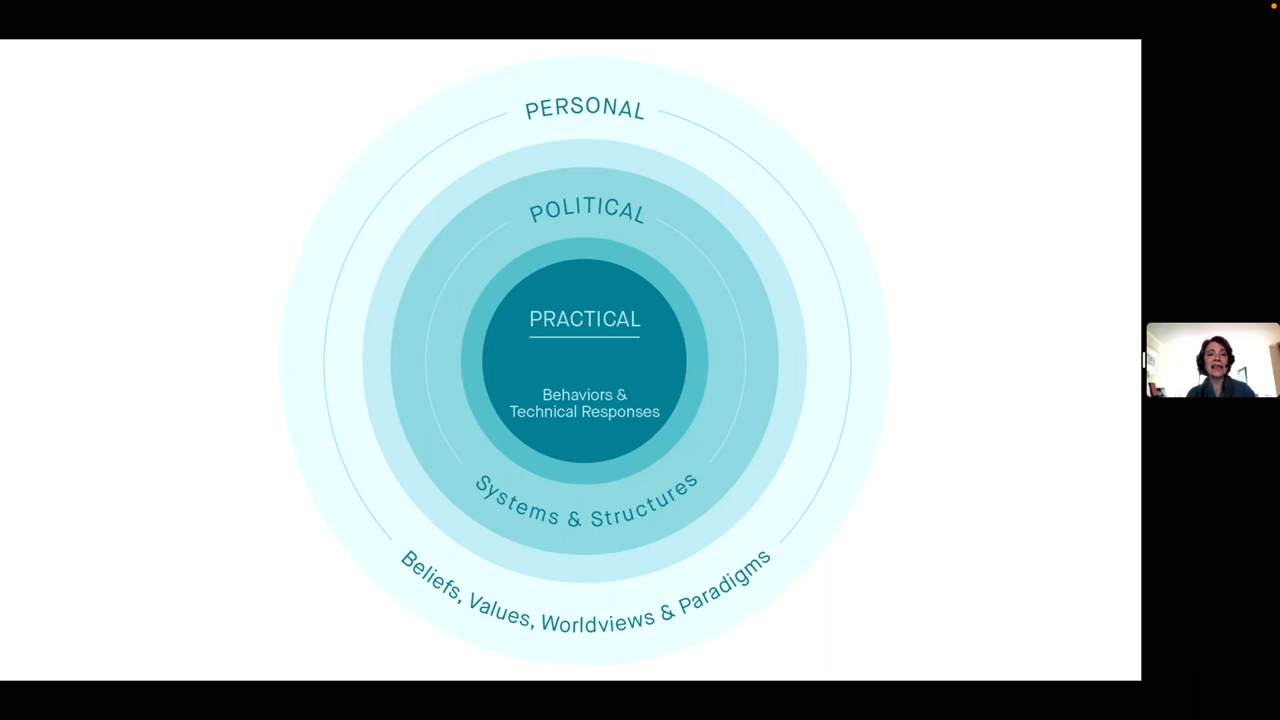 PERSONAL
POLITICAL
PRACTICAL
Behaviors &
Technical Responses
Systems & Structures
Beliefs, Values, Worldviews & Paradigms